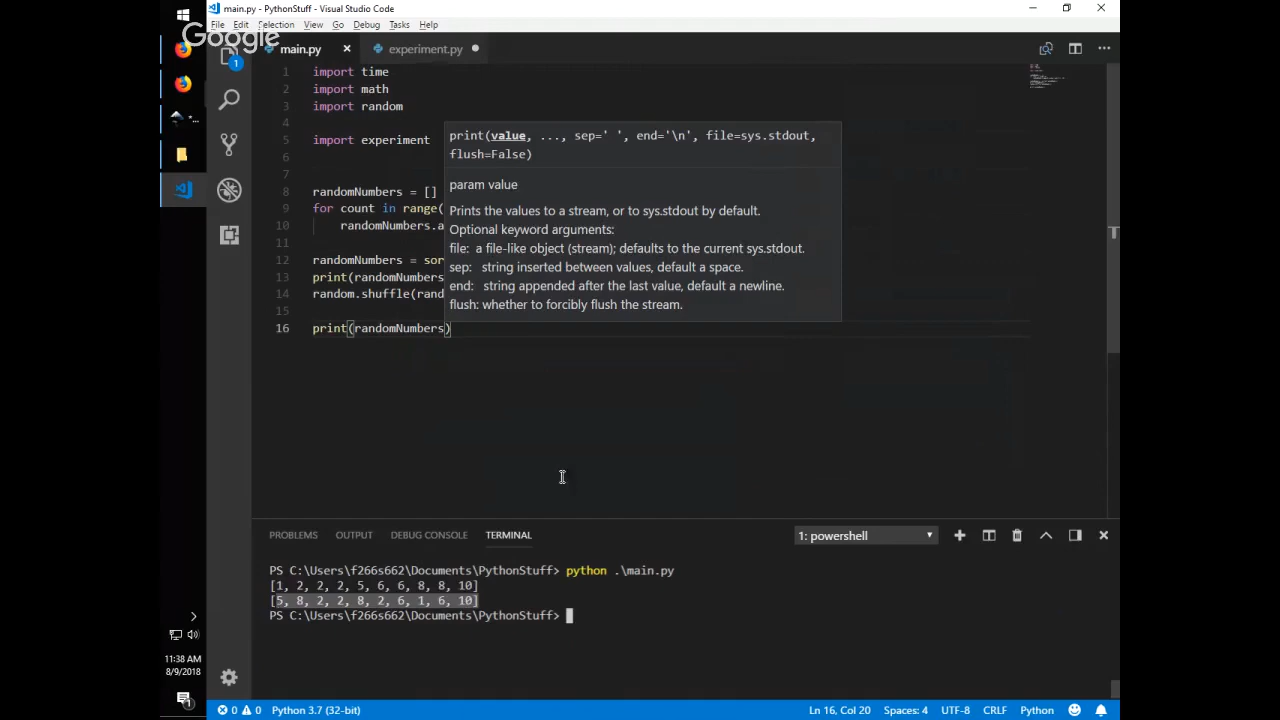 main.py - PythonStuff - Visual Studio Code
File Edit Selection View Go Debug Tasks Help
Google
main.py experiment.py
1
1 import time
2 import math
3 import random
4
5 import experiment
6
7
8 randomNumbers = []
9 for count in range(
10 randomNumbers.a
11
12 randomNumbers = sor
13 print(randomNumbers
14 random.shuffle(rand
15
16 print(randomNumbers)
print(value, ..., sep=' ', end='\n', file=sys.stdout,
flush=False)
param value
Prints the values to a stream, or to sys.stdout by default.
Optional keyword arguments:
file: a file-like object (stream); defaults to the current sys.stdout.
sep: string inserted between values, default a space.
end: string appended after the last value, default a newline.
flush: whether to forcibly flush the stream.
PROBLEMS OUTPUT DEBUG CONSOLE TERMINAL 1: powershell
PS C:\Users\f266s662\Documents\PythonStuff> python .\main.py
[1, 2, 2, 2, 5, 6, 6, 8, 8, 10]
[5, 8, 2, 2, 8, 2, 6, 1, 6, 10]
PS C:\Users\f266s662\Documents\PythonStuff>
11:38 AM
8/9/2018
1
0 0 Python 3.7 (32-bit) Ln 16, Col 20 Spaces: 4 UTF-8 CRLF Python